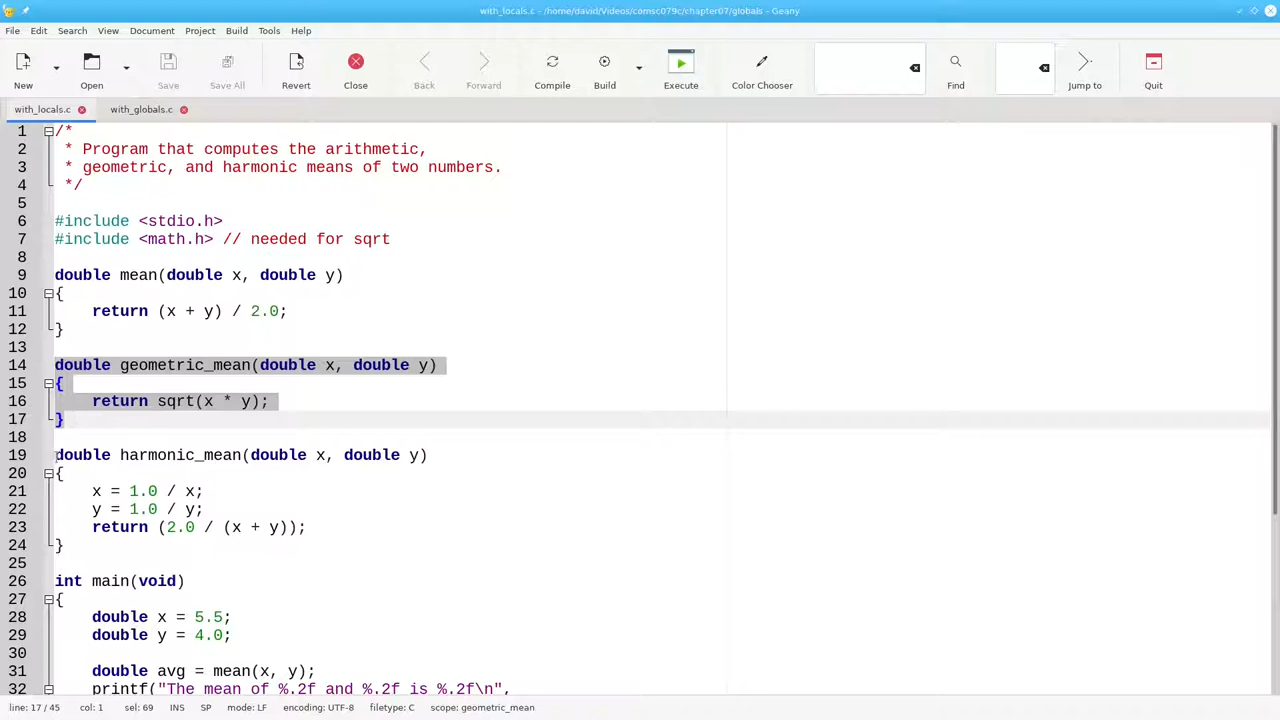 with_locals.c - /home/david/Videos/comsc079c/chapter07/globals - Geany
File Edit Search View Document Project Build Tools Help
New Open Save Save All Revert Close Back Forward Compile Build Execute Color Chooser Find Jump to Quit
with_locals.c with_globals.c
1 /*
2  * Program that computes the arithmetic,
3  * geometric, and harmonic means of two numbers.
4  */
5
6 #include <stdio.h>
7 #include <math.h> // needed for sqrt
8
9 double mean(double x, double y)
10 {
11     return (x + y) / 2.0;
12 }
13
14 double geometric_mean(double x, double y)
15 {
16     return sqrt(x * y);
17 }
18
19 double harmonic_mean(double x, double y)
20 {
21     x = 1.0 / x;
22     y = 1.0 / y;
23     return (2.0 / (x + y));
24 }
25
26 int main(void)
27 {
28     double x = 5.5;
29     double y = 4.0;
30
31     double avg = mean(x, y);
32     printf("The mean of %.2f and %.2f is %.2f\n",
line: 17 / 45 col: 1 sel: 69 INS SP mode: LF encoding: UTF-8 filetype: C scope: geometric_mean